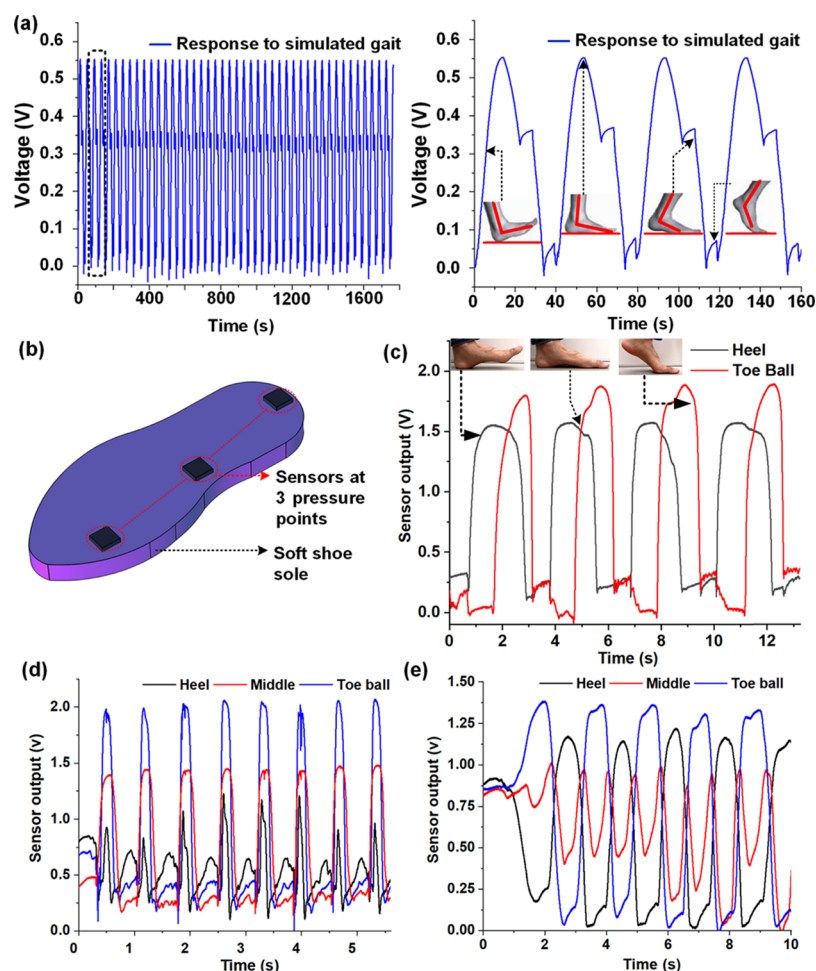 (a)
0.6
0.5
0.4
0.3
0.2
0.1
0.0
Voltage (V)
Response to simulated gait
0 400 800 1200 1600
Time (s)
0.6
0.5
0.4
0.3
0.2
0.1
0.0
Voltage (V)
Response to simulated gait
0 20 40 60 80 100 120 140 160
Time (s)
(b)
Sensors at
3 pressure
points
Soft shoe
sole
(c)
Heel
Toe Ball
2.0
1.5
1.0
0.5
0.0
Sensor output (V)
0 2 4 6 8 10 12
Time (s)
(d)
Heel Middle Toe ball
2.0
1.5
1.0
0.5
0.0
Sensor output (v)
0 1 2 3 4 5
Time (s)
(e)
Heel Middle Toe ball
1.50
1.25
1.00
0.75
0.50
0.25
0.00
Sensor output (v)
0 2 4 6 8 10
Time (s)